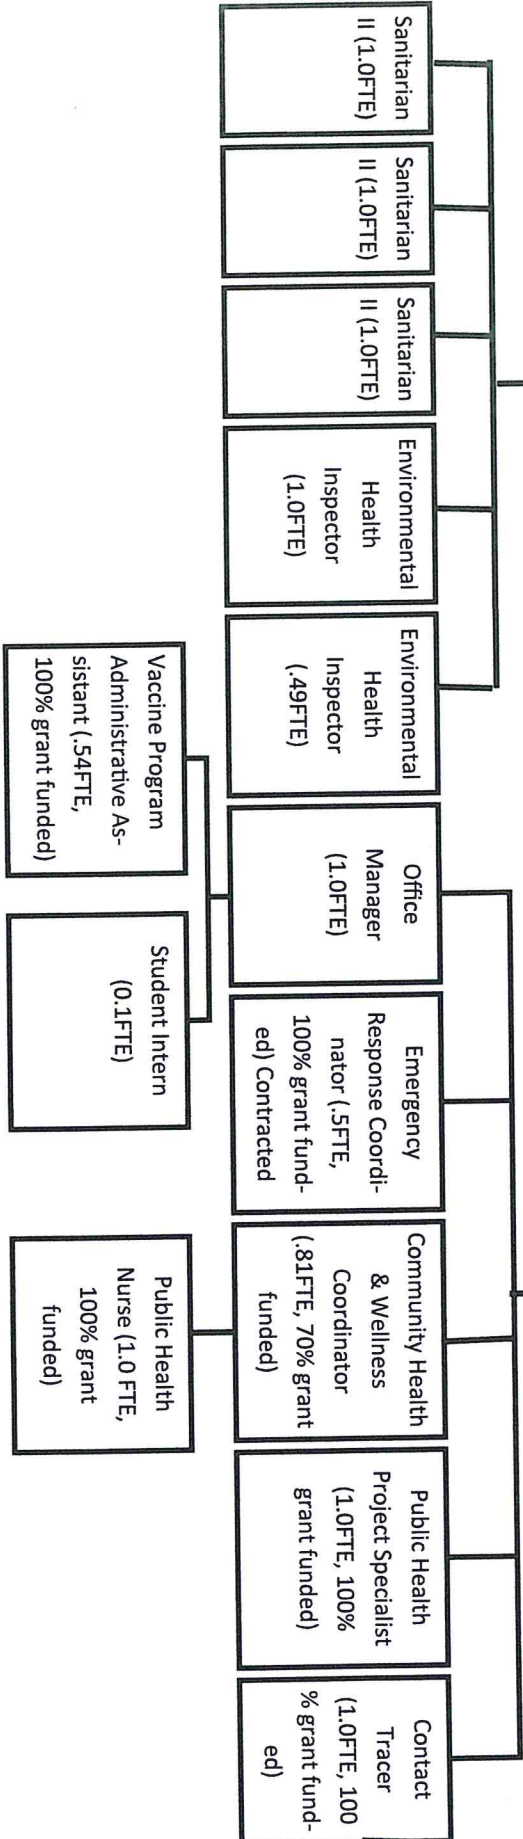 Sanitarian
II (1.0FTE)
Sanitarian
II (1.0FTE)
Sanitarian
II (1.0FTE)
Environmental
Health
Inspector
(1.0FTE)
Environmental
Health
Inspector
(.49FTE)
Office
Manager
(1.0FTE)
Emergency
Response Coordi-
nator (.5FTE,
100% grant fund-
ed) Contracted
Community Health
& Wellness
Coordinator
(.81FTE, 70% grant
funded)
Public Health
Project Specialist
(1.0FTE, 100%
grant funded)
Contact
Tracer
(1.0FTE, 100
% grant fund-
ed)
Vaccine Program
Administrative As-
sistant (.54FTE,
100% grant funded)
Student Intern
(0.1FTE)
Public Health
Nurse (1.0 FTE,
100% grant
funded)